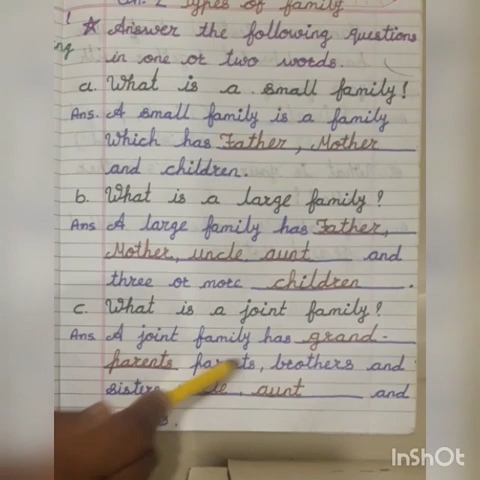 2 Types of family
☆ Answer the following questions
in one or two words.
a. What is a small family!
Ans. A small family is a family
which has Father, Mother
and children.
b. What is a large family?
Ans A large family has Father,
Mother, uncle, aunt and
three or more children.
c. What is a joint family?
Ans. A joint family has grand-
parents parents, brothers and
sisters, aunt and
InShOt